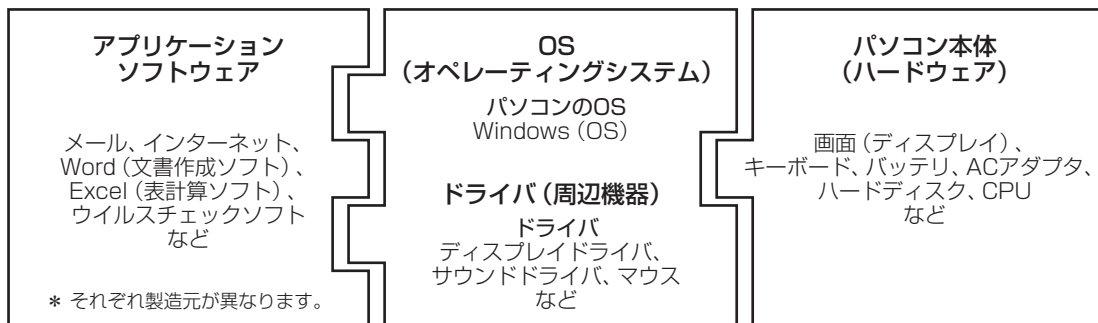 アプリケーション
ソフトウェア
メール、インターネット、
Word（文書作成ソフト）、
Excel（表計算ソフト）、
ウイルスチェックソフト
など
* それぞれ製造元が異なります。
OS
（オペレーティングシステム）
パソコンのOS
Windows（OS）
ドライバ（周辺機器）
ドライバ
ディスプレイドライバ、
サウンドドライバ、マウス
など
パソコン本体
（ハードウェア）
画面（ディスプレイ）、
キーボード、バッテリ、ACアダプタ、
ハードディスク、CPU
など